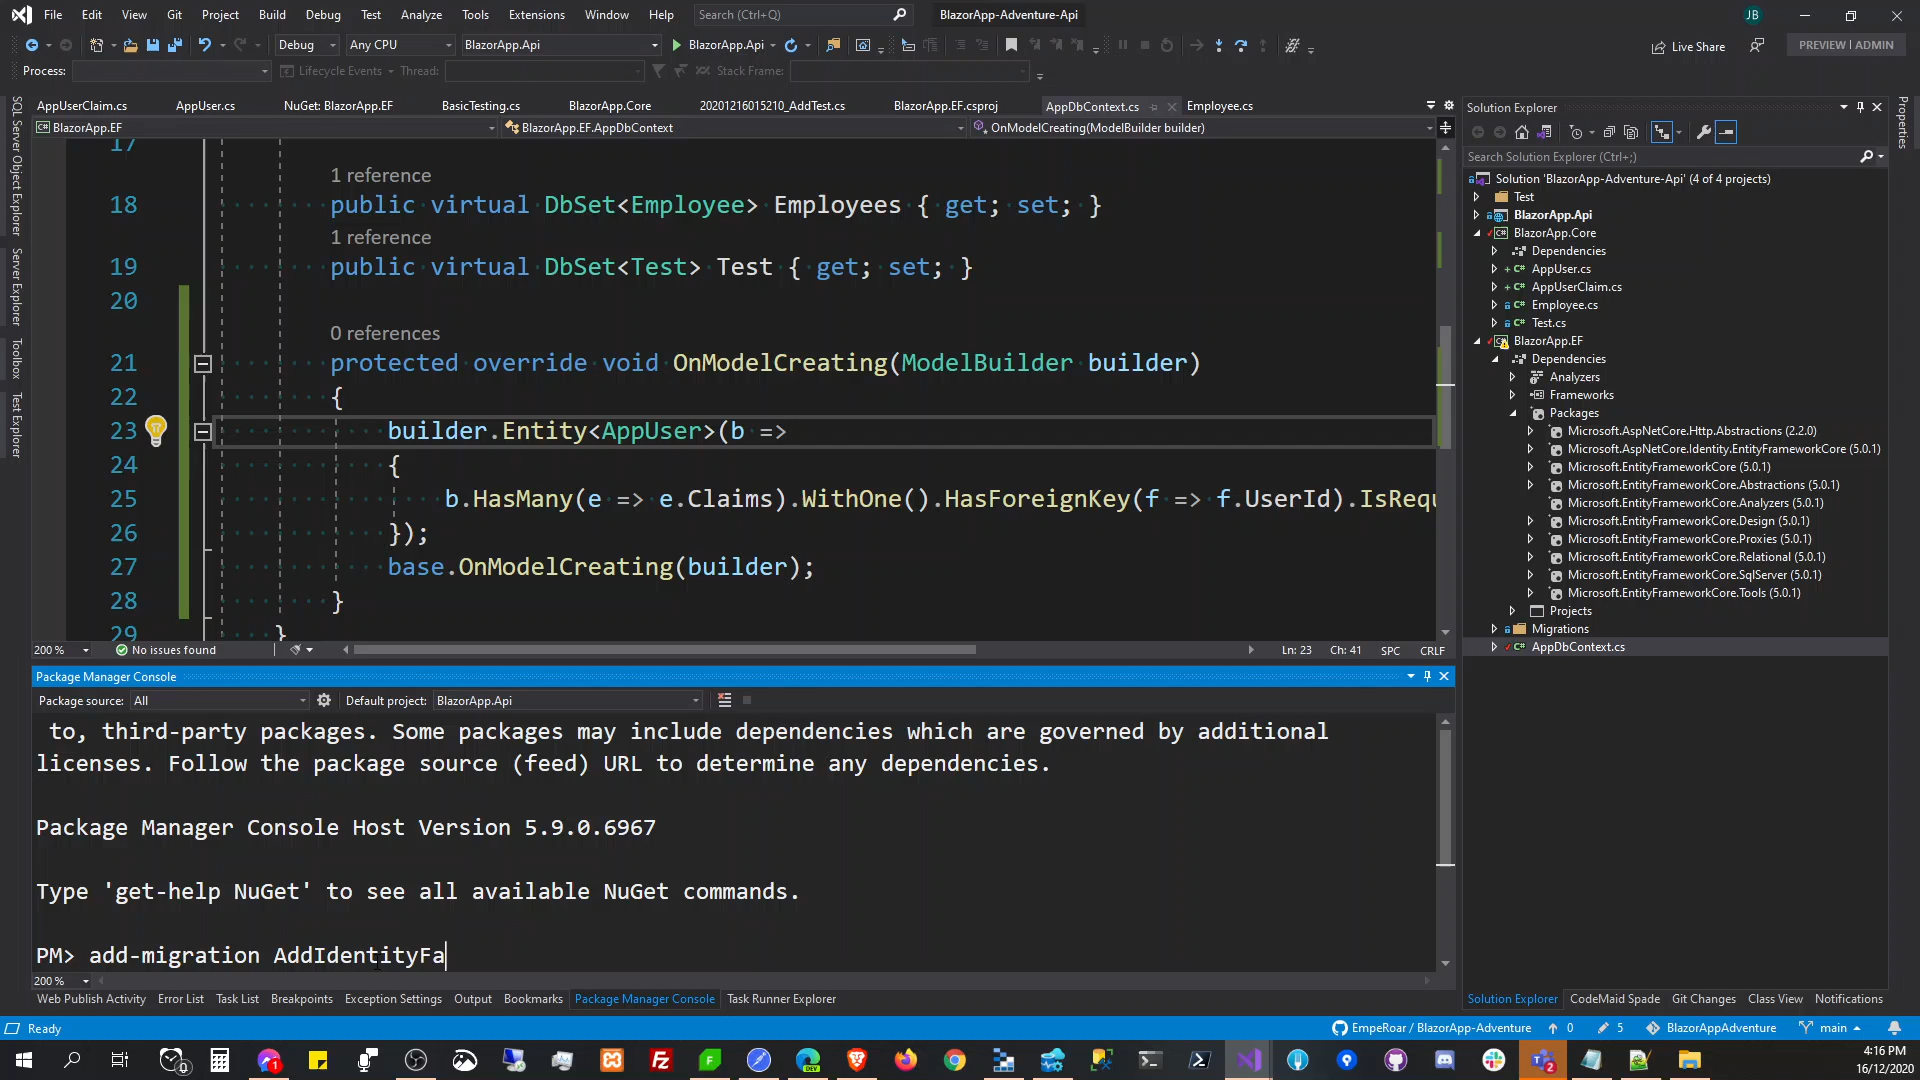 File Edit View Git Project Build Debug Test Analyze Tools Extensions Window Help Search (Ctrl+Q) BlazorApp-Adventure-Api JB
Debug Any CPU BlazorApp.Api BlazorApp.Api Live Share PREVIEW | ADMIN
Process: Lifecycle Events Thread: Stack Frame:
AppUserClaim.cs AppUser.cs NuGet: BlazorApp.EF BasicTesting.cs BlazorApp.Core 20201216015210_AddTest.cs BlazorApp.EF.csproj AppDbContext.cs Employee.cs
BlazorApp.EF BlazorApp.EF.AppDbContext OnModelCreating(ModelBuilder builder)
SQL Server Object Explorer
Server Explorer
Toolbox
Test Explorer
17
1 reference
18 public virtual DbSet<Employee> Employees { get; set; }
1 reference
19 public virtual DbSet<Test> Test { get; set; }
20
0 references
21 protected override void OnModelCreating(ModelBuilder builder)
22 {
23 builder.Entity<AppUser>(b =>
24 {
25 b.HasMany(e => e.Claims).WithOne().HasForeignKey(f => f.UserId).IsRequ
26 });
27 base.OnModelCreating(builder);
28 }
29 }
200 % No issues found Ln: 23 Ch: 41 SPC CRLF
Package Manager Console
Package source: All Default project: BlazorApp.Api
to, third-party packages. Some packages may include dependencies which are governed by additional
licenses. Follow the package source (feed) URL to determine any dependencies.
Package Manager Console Host Version 5.9.0.6967
Type 'get-help NuGet' to see all available NuGet commands.
PM> add-migration AddIdentityFa
200 %
Web Publish Activity Error List Task List Breakpoints Exception Settings Output Bookmarks Package Manager Console Task Runner Explorer
Solution Explorer
Search Solution Explorer (Ctrl+;)
Solution 'BlazorApp-Adventure-Api' (4 of 4 projects)
Test
BlazorApp.Api
BlazorApp.Core
Dependencies
AppUser.cs
AppUserClaim.cs
Employee.cs
Test.cs
BlazorApp.EF
Dependencies
Analyzers
Frameworks
Packages
Microsoft.AspNetCore.Http.Abstractions (2.2.0)
Microsoft.AspNetCore.Identity.EntityFrameworkCore (5.0.1)
Microsoft.EntityFrameworkCore (5.0.1)
Microsoft.EntityFrameworkCore.Abstractions (5.0.1)
Microsoft.EntityFrameworkCore.Analyzers (5.0.1)
Microsoft.EntityFrameworkCore.Design (5.0.1)
Microsoft.EntityFrameworkCore.Proxies (5.0.1)
Microsoft.EntityFrameworkCore.Relational (5.0.1)
Microsoft.EntityFrameworkCore.SqlServer (5.0.1)
Microsoft.EntityFrameworkCore.Tools (5.0.1)
Projects
Migrations
AppDbContext.cs
Properties
Solution Explorer CodeMaid Spade Git Changes Class View Notifications
Ready EmpeRoar / BlazorApp-Adventure 0 5 BlazorAppAdventure main
4:16 PM
16/12/2020